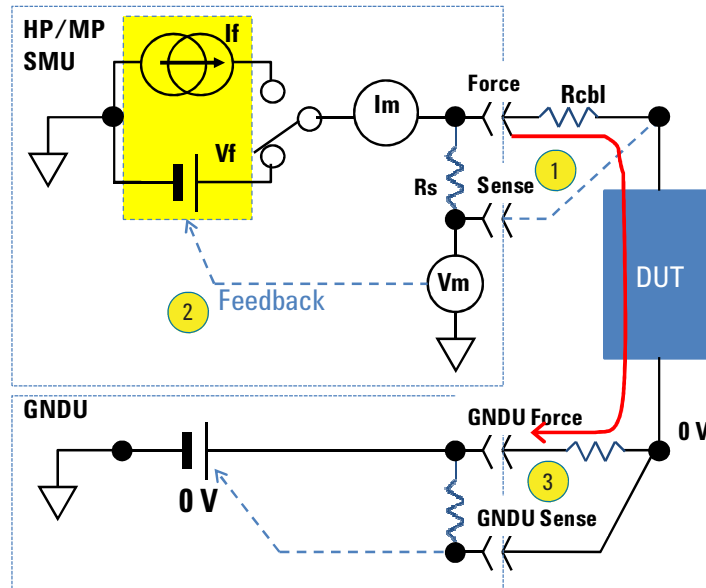 HP/MP
SMU
If
Vf
Im
Force
Rcbl
1
Rs
Sense
Vm
2
Feedback
DUT
GNDU
GNDU Force
0 V
0 V
3
GNDU Sense